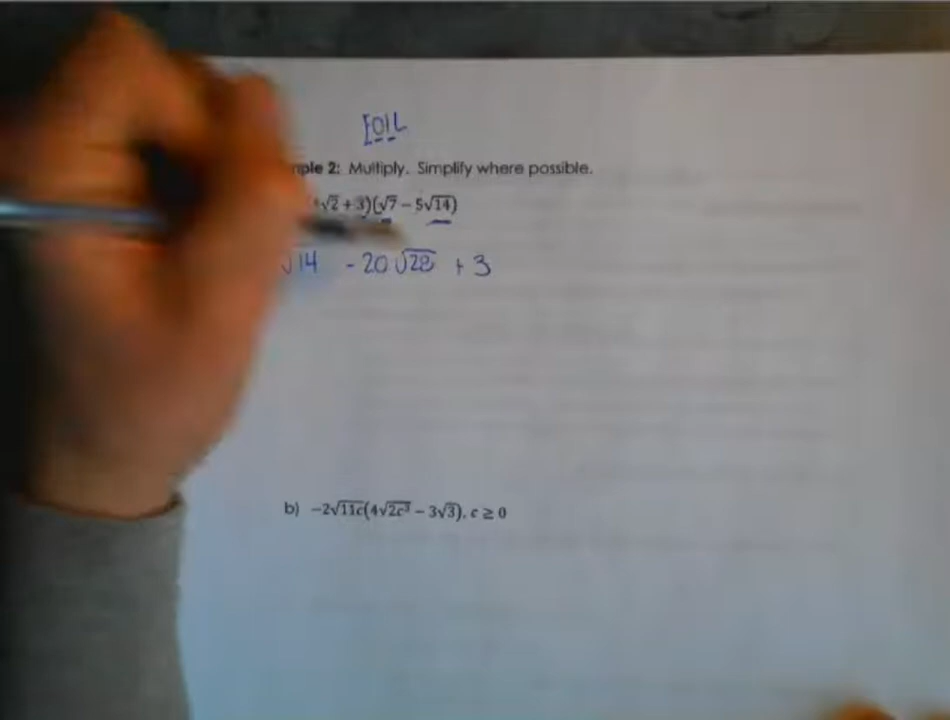 FOIL
mple 2: Multiply. Simplify where possible.
√2 + 3)(√7 − 5√14)
√14 - 20√28 + 3
b) −2√11c(4√2c³ − 3√3), c ≥ 0